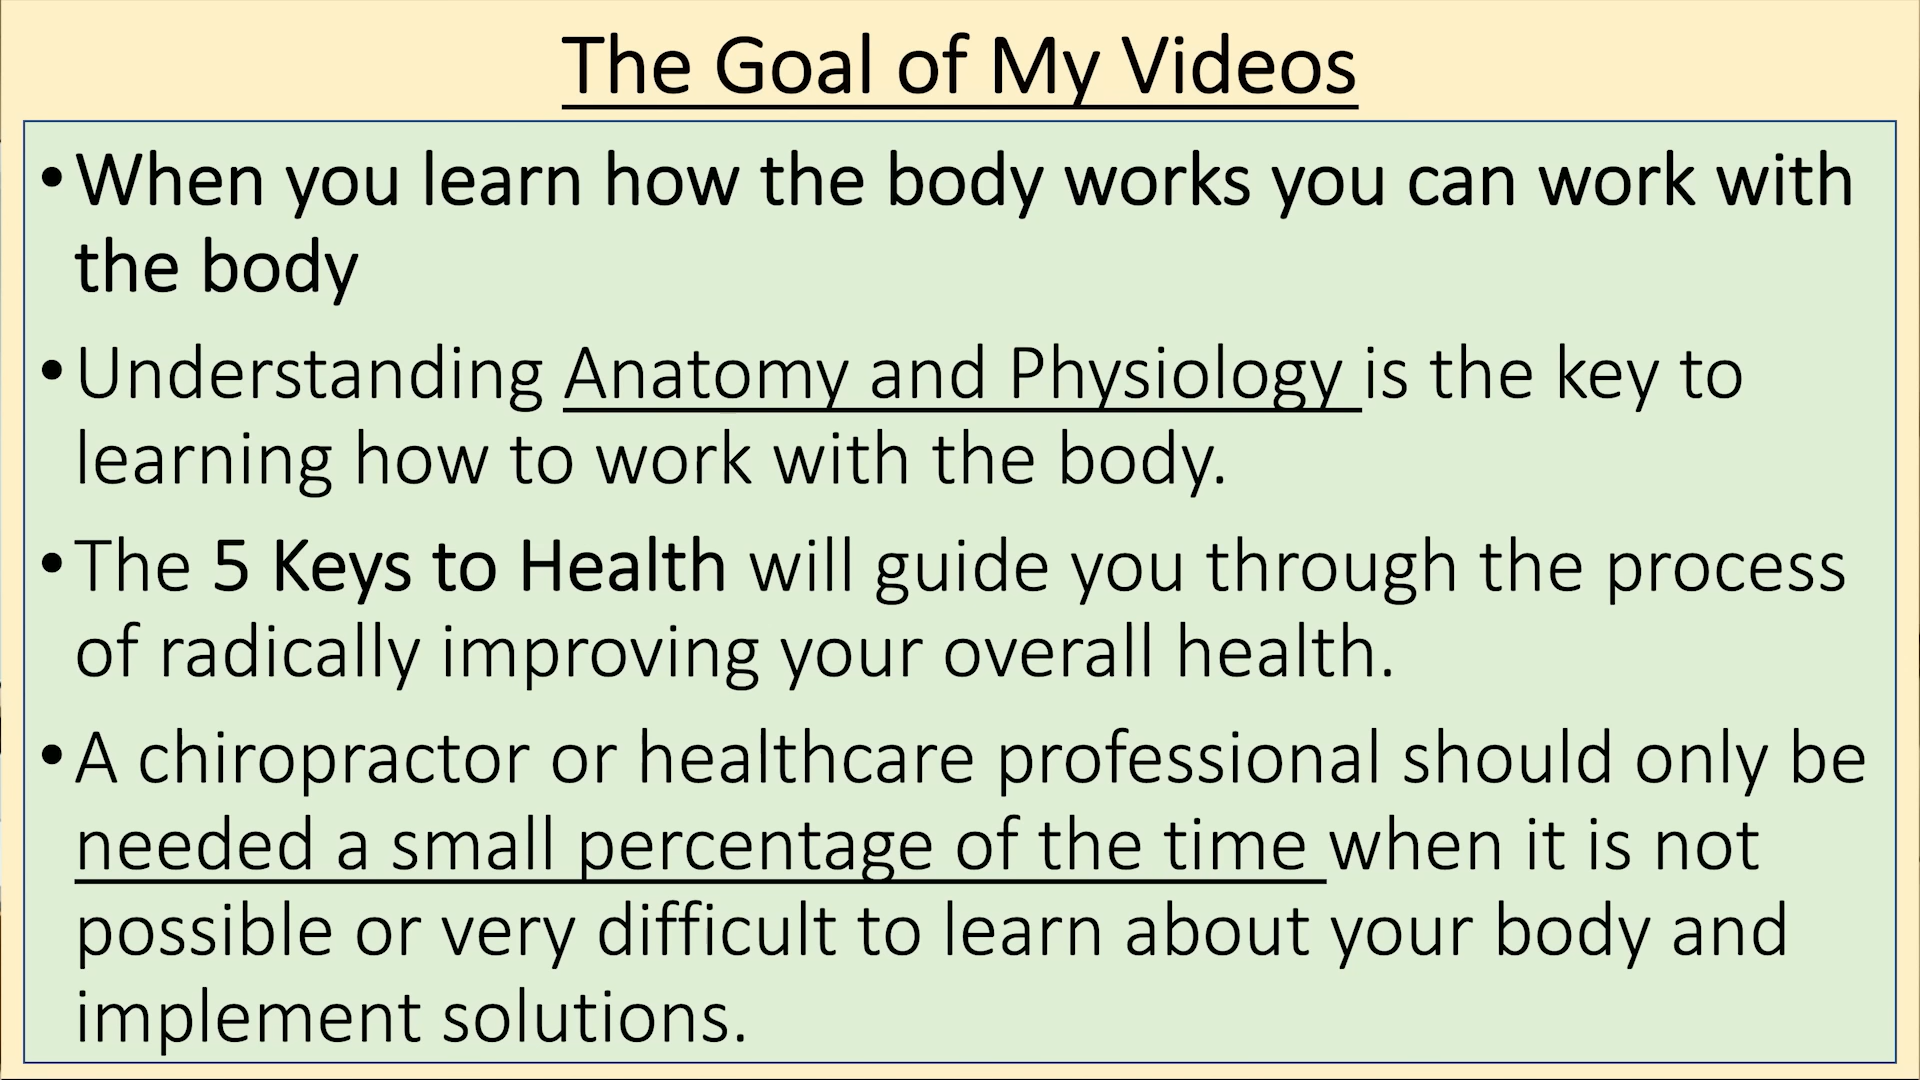 The Goal of My Videos
•When you learn how the body works you can work with
the body
•Understanding Anatomy and Physiology is the key to
learning how to work with the body.
•The 5 Keys to Health will guide you through the process
of radically improving your overall health.
•A chiropractor or healthcare professional should only be
needed a small percentage of the time when it is not
possible or very difficult to learn about your body and
implement solutions.